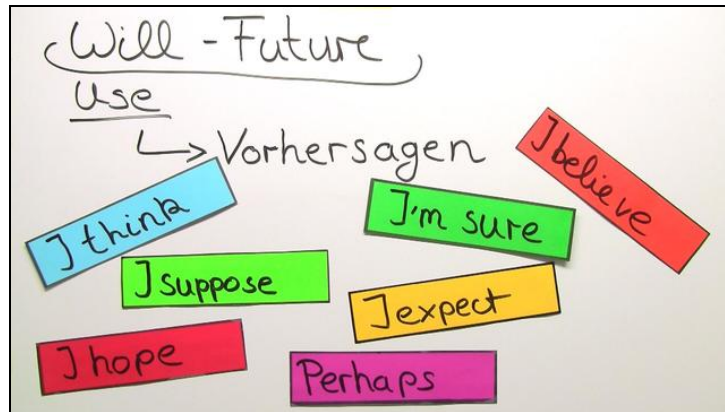 Will - Future
Use
Vorhersagen
I believe
I think
I'm sure
I suppose
I expect
I hope
Perhaps